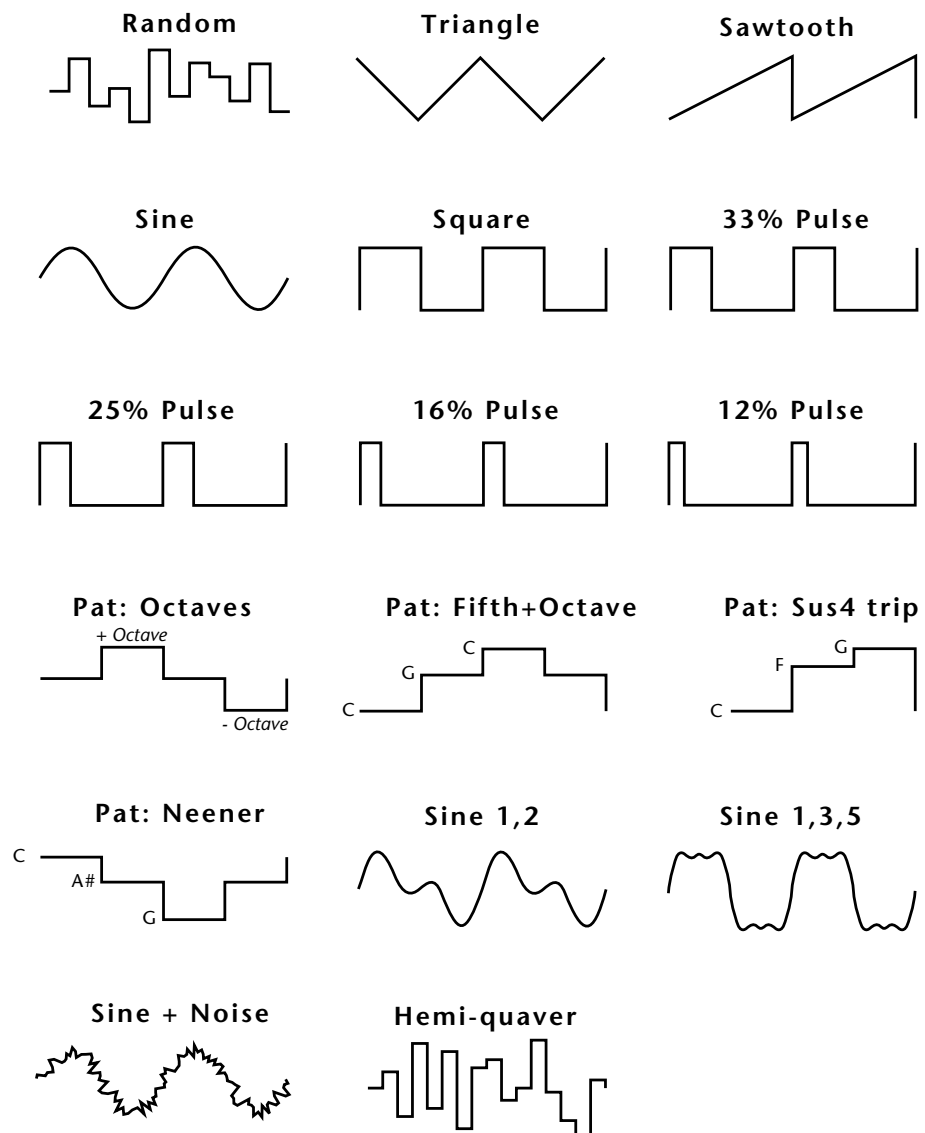 Random
Triangle
Sawtooth
Sine
Square
33% Pulse
25% Pulse
16% Pulse
12% Pulse
Pat: Octaves
+ Octave
- Octave
Pat: Fifth+Octave
C
G
C
Pat: Sus4 trip
G
F
C
Pat: Neener
C
A#
G
Sine 1,2
Sine 1,3,5
Sine + Noise
Hemi-quaver